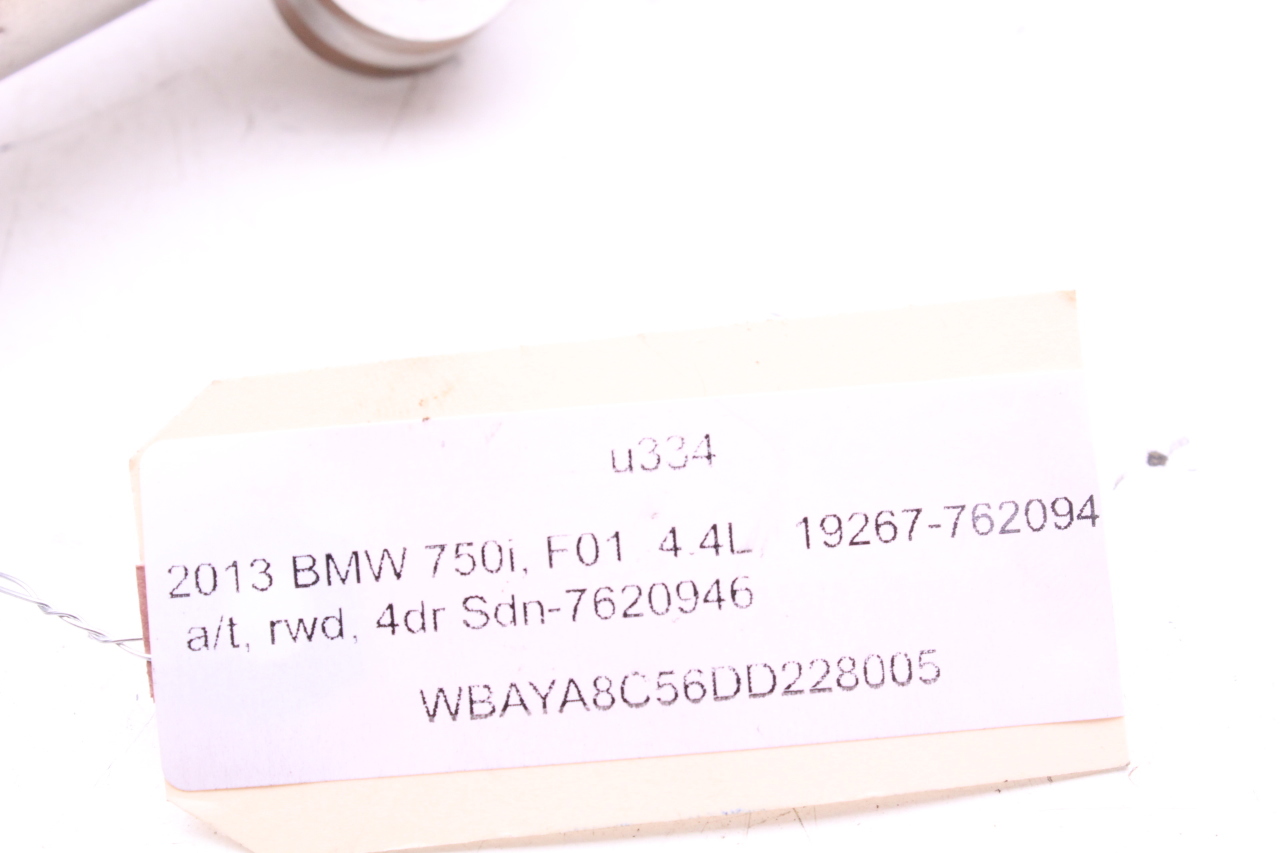 u334
2013 BMW 750i, F01 4.4L 19267-762094
a/t, rwd, 4dr Sdn-7620946
WBAYA8C56DD228005